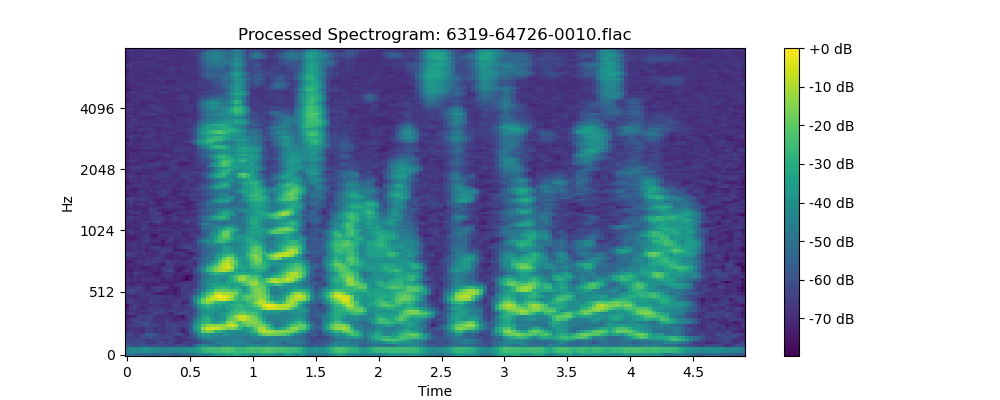 Processed Spectrogram: 6319-64726-0010.flac
Hz
4096
2048
1024
512
0
0
0.5
1
1.5
2
2.5
3
3.5
4
4.5
Time
+0 dB
-10 dB
-20 dB
-30 dB
-40 dB
-50 dB
-60 dB
-70 dB